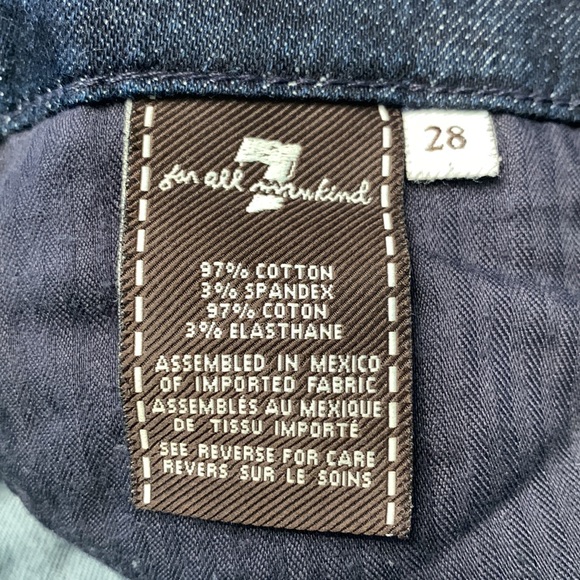 7
for all mankind
28
97% COTTON
3% SPANDEX
97% COTON
3% ELASTHANE
ASSEMBLED IN MEXICO
OF IMPORTED FABRIC
ASSEMBLÉS AU MEXIQUE
DE TISSU IMPORTÉ
SEE REVERSE FOR CARE
REVERS SUR LE SOINS